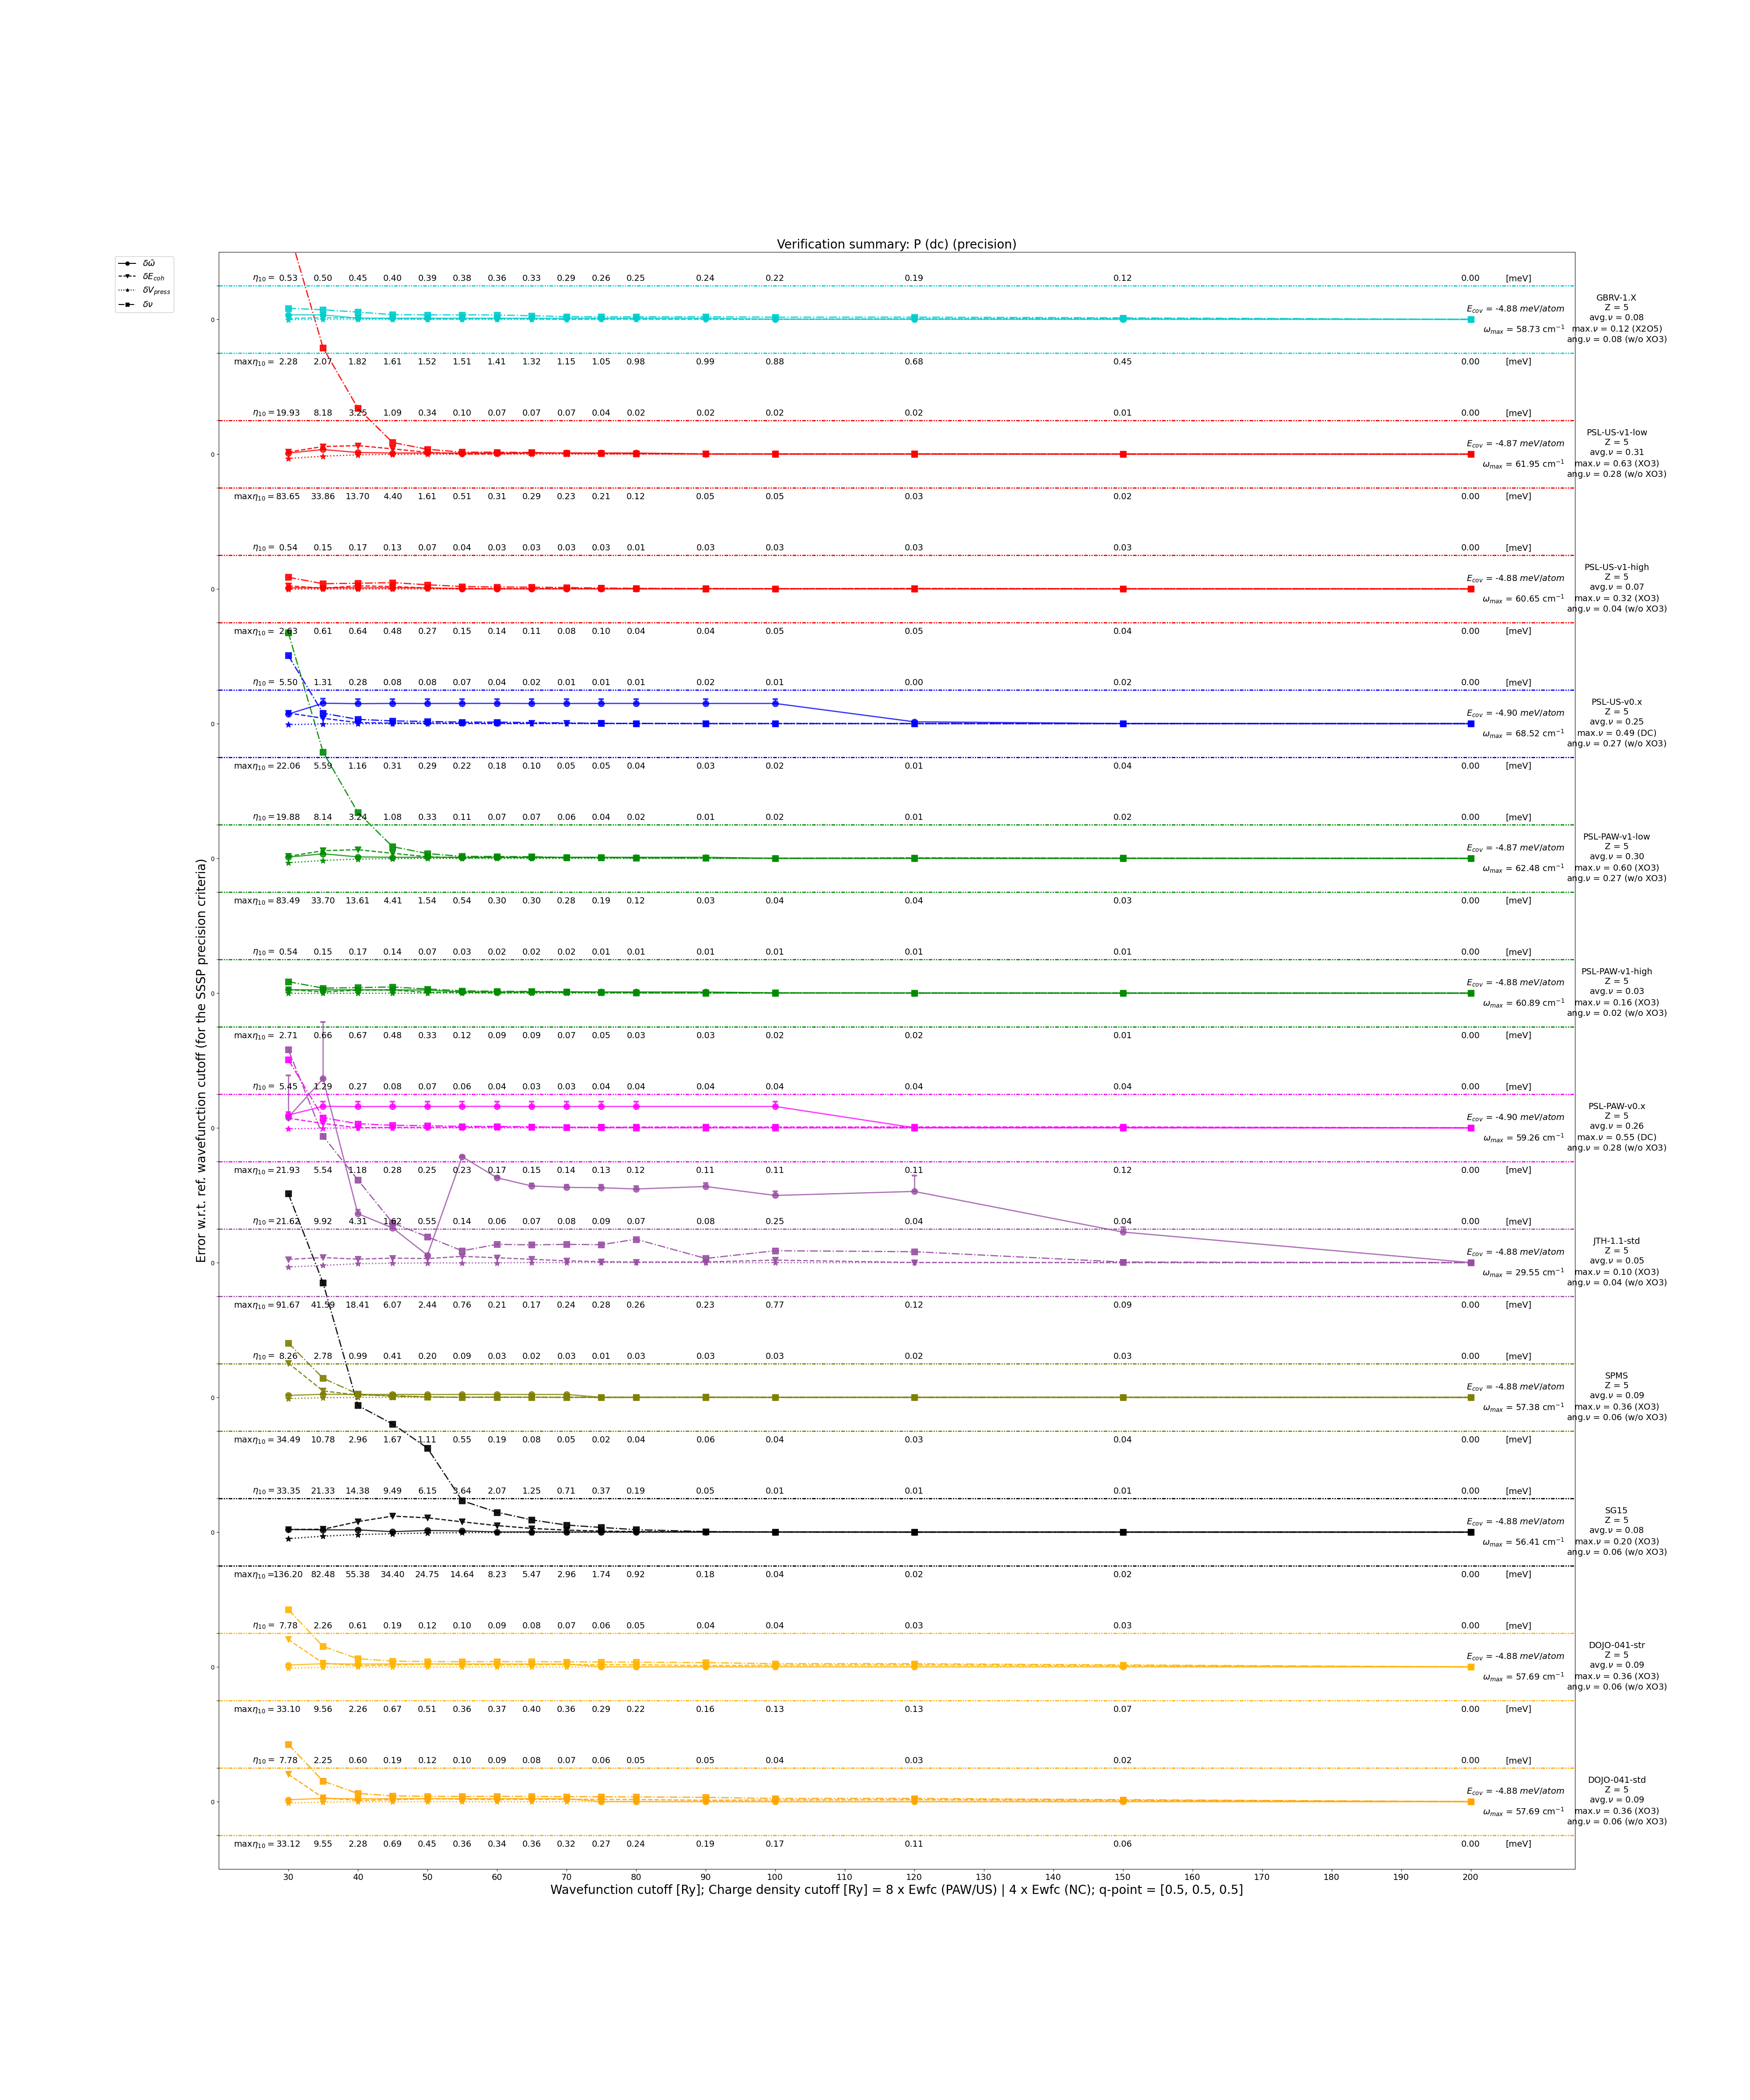 Verification summary: P (dc) (precision)
δω̃
δE_coh
δV_press
δν
Error w.r.t. ref. wavefunction cutoff (for the SSSP precision criteria)
η₁₀ = 0.53 0.50 0.45 0.40 0.39 0.38 0.36 0.33 0.29 0.26 0.25 0.24 0.22 0.19 0.12 0.00 [meV]
0
E_cov = -4.88 meV/atom
ω_max = 58.73 cm⁻¹
GBRV-1.X
Z = 5
avg.ν = 0.08
max.ν = 0.12 (X2O5)
ang.ν = 0.08 (w/o XO3)
maxη₁₀ = 2.28 2.07 1.82 1.61 1.52 1.51 1.41 1.32 1.15 1.05 0.98 0.99 0.88 0.68 0.45 0.00 [meV]
η₁₀ = 19.93 8.18 3.25 1.09 0.34 0.10 0.07 0.07 0.07 0.04 0.02 0.02 0.02 0.02 0.01 0.00 [meV]
0
E_cov = -4.87 meV/atom
ω_max = 61.95 cm⁻¹
PSL-US-v1-low
Z = 5
avg.ν = 0.31
max.ν = 0.63 (XO3)
ang.ν = 0.28 (w/o XO3)
maxη₁₀ = 83.65 33.86 13.70 4.40 1.61 0.51 0.31 0.29 0.23 0.21 0.12 0.05 0.05 0.03 0.02 0.00 [meV]
η₁₀ = 0.54 0.15 0.17 0.13 0.07 0.04 0.03 0.03 0.03 0.03 0.01 0.03 0.03 0.03 0.03 0.00 [meV]
0
E_cov = -4.88 meV/atom
ω_max = 60.65 cm⁻¹
PSL-US-v1-high
Z = 5
avg.ν = 0.07
max.ν = 0.32 (XO3)
ang.ν = 0.04 (w/o XO3)
maxη₁₀ = 2.63 0.61 0.64 0.48 0.27 0.15 0.14 0.11 0.08 0.10 0.04 0.04 0.05 0.05 0.04 0.00 [meV]
η₁₀ = 5.50 1.31 0.28 0.08 0.08 0.07 0.04 0.02 0.01 0.01 0.01 0.02 0.01 0.00 0.02 0.00 [meV]
0
E_cov = -4.90 meV/atom
ω_max = 68.52 cm⁻¹
PSL-US-v0.x
Z = 5
avg.ν = 0.25
max.ν = 0.49 (DC)
ang.ν = 0.27 (w/o XO3)
maxη₁₀ = 22.06 5.59 1.16 0.31 0.29 0.22 0.18 0.10 0.05 0.05 0.04 0.03 0.02 0.01 0.04 0.00 [meV]
η₁₀ = 19.88 8.14 3.24 1.08 0.33 0.11 0.07 0.07 0.06 0.04 0.02 0.01 0.02 0.01 0.02 0.00 [meV]
0
E_cov = -4.87 meV/atom
ω_max = 62.48 cm⁻¹
PSL-PAW-v1-low
Z = 5
avg.ν = 0.30
max.ν = 0.60 (XO3)
ang.ν = 0.27 (w/o XO3)
maxη₁₀ = 83.49 33.70 13.61 4.41 1.54 0.54 0.30 0.30 0.28 0.19 0.12 0.03 0.04 0.04 0.03 0.00 [meV]
η₁₀ = 0.54 0.15 0.17 0.14 0.07 0.03 0.02 0.02 0.02 0.01 0.01 0.01 0.01 0.01 0.01 0.00 [meV]
0
E_cov = -4.88 meV/atom
ω_max = 60.89 cm⁻¹
PSL-PAW-v1-high
Z = 5
avg.ν = 0.03
max.ν = 0.16 (XO3)
ang.ν = 0.02 (w/o XO3)
maxη₁₀ = 2.71 0.66 0.67 0.48 0.33 0.12 0.09 0.09 0.08 0.05 0.03 0.03 0.02 0.02 0.01 0.00 [meV]
η₁₀ = 5.45 1.29 0.27 0.08 0.07 0.06 0.04 0.03 0.03 0.04 0.04 0.04 0.04 0.04 0.04 0.00 [meV]
0
E_cov = -4.90 meV/atom
ω_max = 59.26 cm⁻¹
PSL-PAW-v0.x
Z = 5
avg.ν = 0.26
max.ν = 0.55 (DC)
ang.ν = 0.28 (w/o XO3)
maxη₁₀ = 21.93 5.54 1.18 0.28 0.25 0.23 0.17 0.15 0.14 0.13 0.12 0.11 0.11 0.11 0.12 0.00 [meV]
η₁₀ = 21.62 9.92 4.31 1.62 0.55 0.14 0.06 0.07 0.08 0.09 0.07 0.08 0.25 0.04 0.04 0.00 [meV]
0
E_cov = -4.88 meV/atom
ω_max = 29.55 cm⁻¹
JTH-1.1-std
Z = 5
avg.ν = 0.05
max.ν = 0.10 (XO3)
ang.ν = 0.04 (w/o XO3)
maxη₁₀ = 91.67 41.59 18.41 6.07 2.44 0.76 0.21 0.17 0.24 0.28 0.26 0.23 0.77 0.12 0.09 0.00 [meV]
η₁₀ = 8.26 2.78 0.99 0.41 0.20 0.09 0.03 0.02 0.03 0.01 0.03 0.03 0.03 0.02 0.03 0.00 [meV]
0
E_cov = -4.88 meV/atom
ω_max = 57.38 cm⁻¹
SPMS
Z = 5
avg.ν = 0.09
max.ν = 0.36 (XO3)
ang.ν = 0.06 (w/o XO3)
maxη₁₀ = 34.49 10.78 2.96 1.67 1.11 0.55 0.19 0.08 0.05 0.02 0.04 0.06 0.04 0.03 0.04 0.00 [meV]
η₁₀ = 33.35 21.33 14.38 9.49 6.15 3.64 2.07 1.25 0.71 0.37 0.19 0.05 0.01 0.01 0.01 0.00 [meV]
0
E_cov = -4.88 meV/atom
ω_max = 56.41 cm⁻¹
SG15
Z = 5
avg.ν = 0.08
max.ν = 0.20 (XO3)
ang.ν = 0.06 (w/o XO3)
maxη₁₀ = 136.20 82.48 55.38 34.40 24.75 14.64 8.23 5.47 2.96 1.74 0.92 0.18 0.04 0.02 0.02 0.00 [meV]
η₁₀ = 7.78 2.26 0.61 0.19 0.12 0.10 0.09 0.08 0.07 0.06 0.05 0.04 0.04 0.03 0.03 0.00 [meV]
0
E_cov = -4.88 meV/atom
ω_max = 57.69 cm⁻¹
DOJO-041-str
Z = 5
avg.ν = 0.09
max.ν = 0.36 (XO3)
ang.ν = 0.06 (w/o XO3)
maxη₁₀ = 33.10 9.56 2.26 0.67 0.51 0.36 0.37 0.40 0.36 0.29 0.22 0.16 0.13 0.13 0.07 0.00 [meV]
η₁₀ = 7.78 2.25 0.60 0.19 0.12 0.10 0.09 0.08 0.07 0.06 0.05 0.05 0.04 0.03 0.02 0.00 [meV]
0
E_cov = -4.88 meV/atom
ω_max = 57.69 cm⁻¹
DOJO-041-std
Z = 5
avg.ν = 0.09
max.ν = 0.36 (XO3)
ang.ν = 0.06 (w/o XO3)
maxη₁₀ = 33.12 9.55 2.28 0.69 0.45 0.36 0.34 0.36 0.32 0.27 0.24 0.19 0.17 0.11 0.06 0.00 [meV]
30 40 50 60 70 80 90 100 110 120 130 140 150 160 170 180 190 200
Wavefunction cutoff [Ry]; Charge density cutoff [Ry] = 8 x Ewfc (PAW/US) | 4 x Ewfc (NC); q-point = [0.5, 0.5, 0.5]